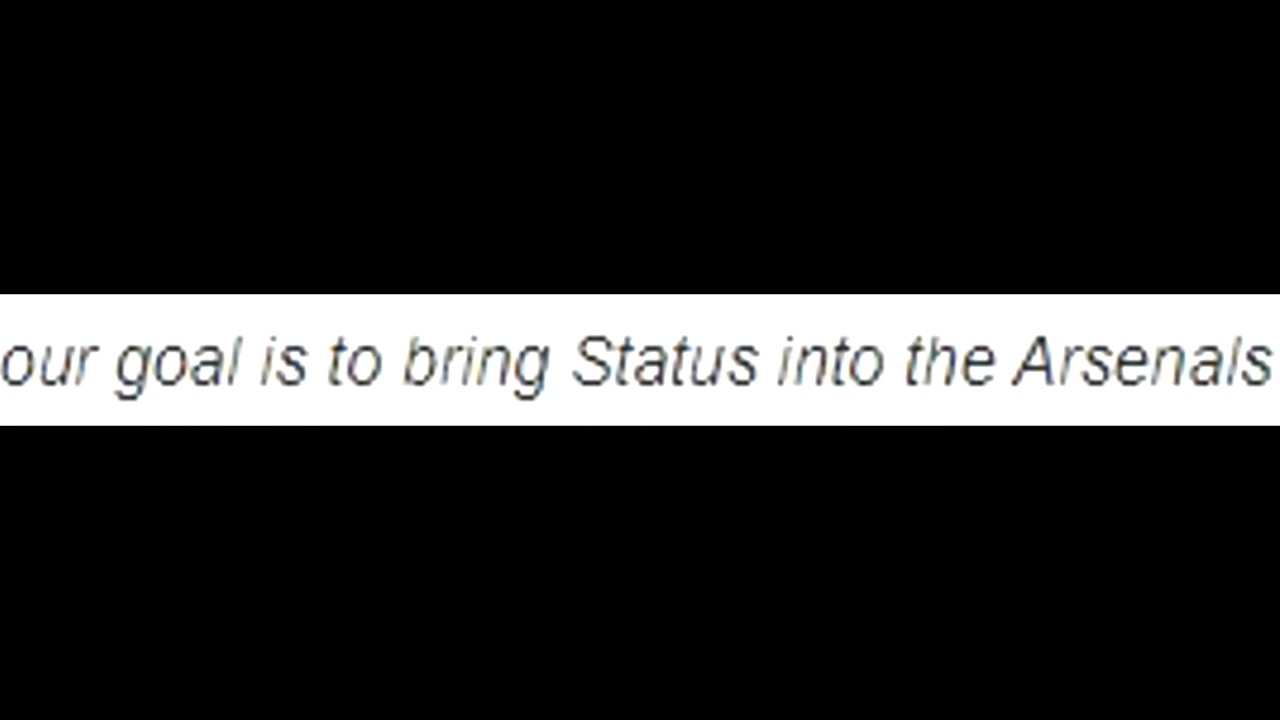 our goal is to bring Status into the Arsenals